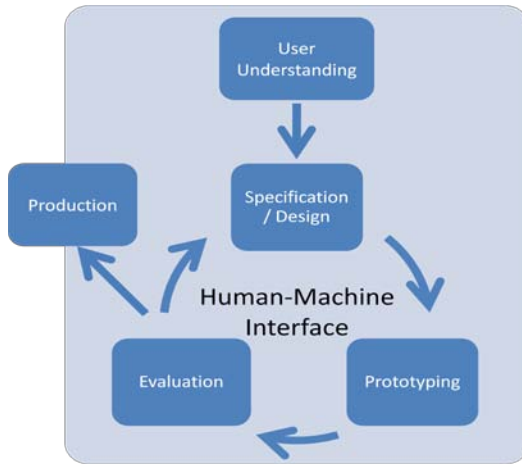 User
Understanding
Production
Specification
/ Design
Human-Machine
Interface
Evaluation
Prototyping